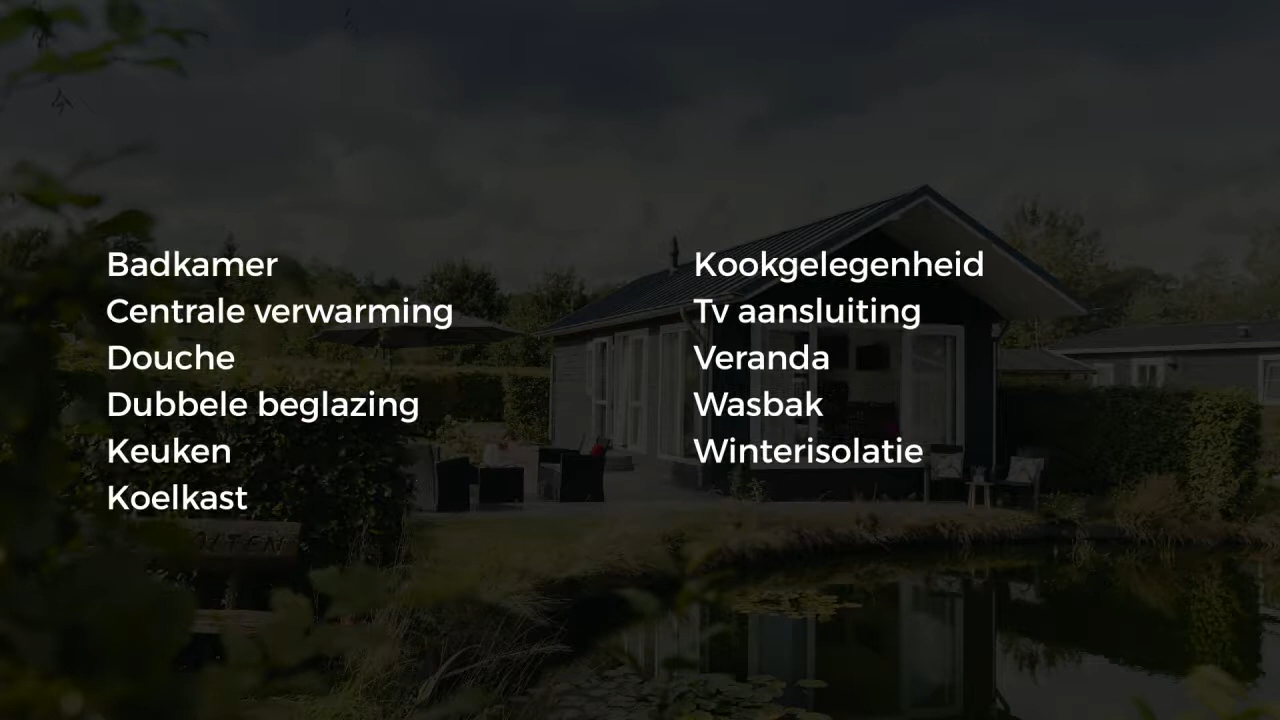 Badkamer
Centrale verwarming
Douche
Dubbele beglazing
Keuken
Koelkast
Kookgelegenheid
Tv aansluiting
Veranda
Wasbak
Winterisolatie